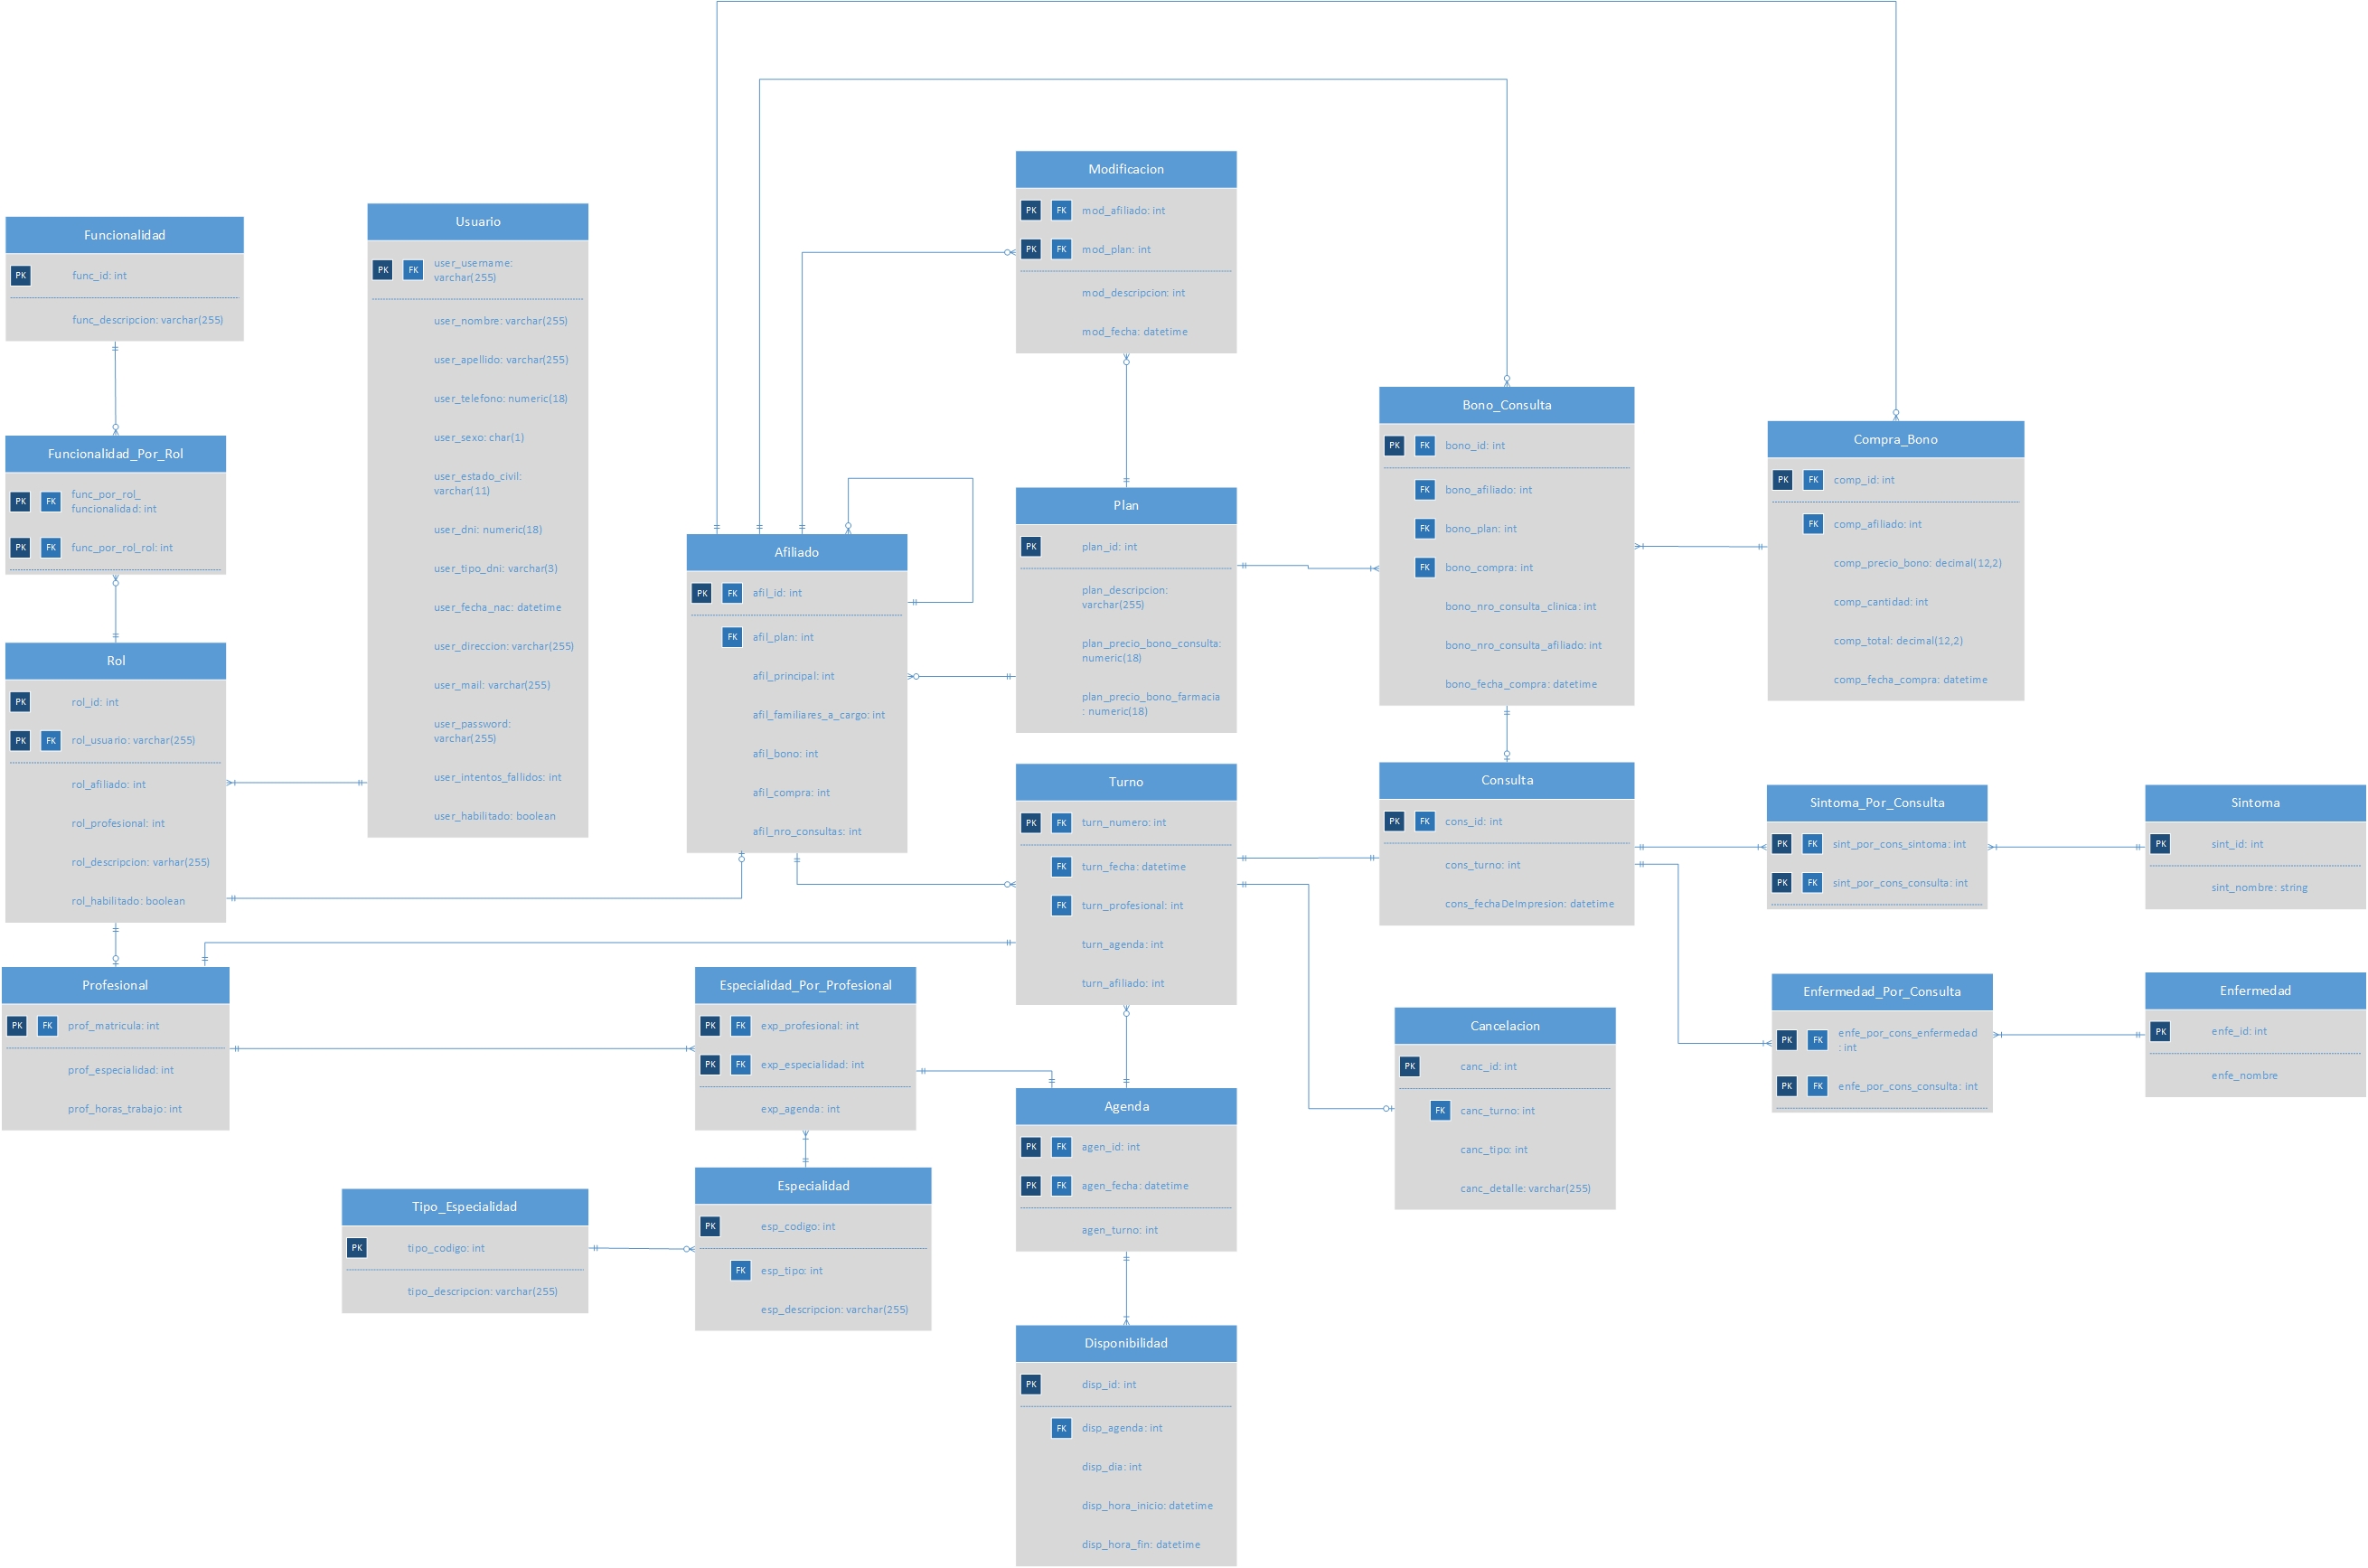 Modificacion
PK FK mod_afiliado: int
PK FK mod_plan: int
mod_descripcion: int
mod_fecha: datetime
Funcionalidad
PK func_id: int
func_descripcion: varchar(255)
Usuario
PK FK user_username:
varchar(255)
user_nombre: varchar(255)
user_apellido: varchar(255)
user_telefono: numeric(18)
user_sexo: char(1)
user_estado_civil:
varchar(11)
user_dni: numeric(18)
user_tipo_dni: varchar(3)
user_fecha_nac: datetime
user_direccion: varchar(255)
user_mail: varchar(255)
user_password:
varchar(255)
user_intentos_fallidos: int
user_habilitado: boolean
Funcionalidad_Por_Rol
PK FK func_por_rol_
funcionalidad: int
PK FK func_por_rol_rol: int
Rol
PK rol_id: int
PK FK rol_usuario: varchar(255)
rol_afiliado: int
rol_profesional: int
rol_descripcion: varhar(255)
rol_habilitado: boolean
Afiliado
PK FK afil_id: int
FK afil_plan: int
afil_principal: int
afil_familiares_a_cargo: int
afil_bono: int
afil_compra: int
afil_nro_consultas: int
Plan
PK plan_id: int
plan_descripcion:
varchar(255)
plan_precio_bono_consulta:
numeric(18)
plan_precio_bono_farmacia
: numeric(18)
Bono_Consulta
PK FK bono_id: int
FK bono_afiliado: int
FK bono_plan: int
FK bono_compra: int
bono_nro_consulta_clinica: int
bono_nro_consulta_afiliado: int
bono_fecha_compra: datetime
Compra_Bono
PK FK comp_id: int
FK comp_afiliado: int
comp_precio_bono: decimal(12,2)
comp_cantidad: int
comp_total: decimal(12,2)
comp_fecha_compra: datetime
Turno
PK FK turn_numero: int
FK turn_fecha: datetime
FK turn_profesional: int
turn_agenda: int
turn_afiliado: int
Consulta
PK FK cons_id: int
cons_turno: int
cons_fechaDeImpresion: datetime
Sintoma_Por_Consulta
PK FK sint_por_cons_sintoma: int
PK FK sint_por_cons_consulta: int
Sintoma
PK sint_id: int
sint_nombre: string
Profesional
PK FK prof_matricula: int
prof_especialidad: int
prof_horas_trabajo: int
Especialidad_Por_Profesional
PK FK exp_profesional: int
PK FK exp_especialidad: int
exp_agenda: int
Cancelacion
PK canc_id: int
FK canc_turno: int
canc_tipo: int
canc_detalle: varchar(255)
Enfermedad_Por_Consulta
PK FK enfe_por_cons_enfermedad
: int
PK FK enfe_por_cons_consulta: int
Enfermedad
PK enfe_id: int
enfe_nombre
Agenda
PK FK agen_id: int
PK FK agen_fecha: datetime
agen_turno: int
Tipo_Especialidad
PK tipo_codigo: int
tipo_descripcion: varchar(255)
Especialidad
PK esp_codigo: int
FK esp_tipo: int
esp_descripcion: varchar(255)
Disponibilidad
PK disp_id: int
FK disp_agenda: int
disp_dia: int
disp_hora_inicio: datetime
disp_hora_fin: datetime